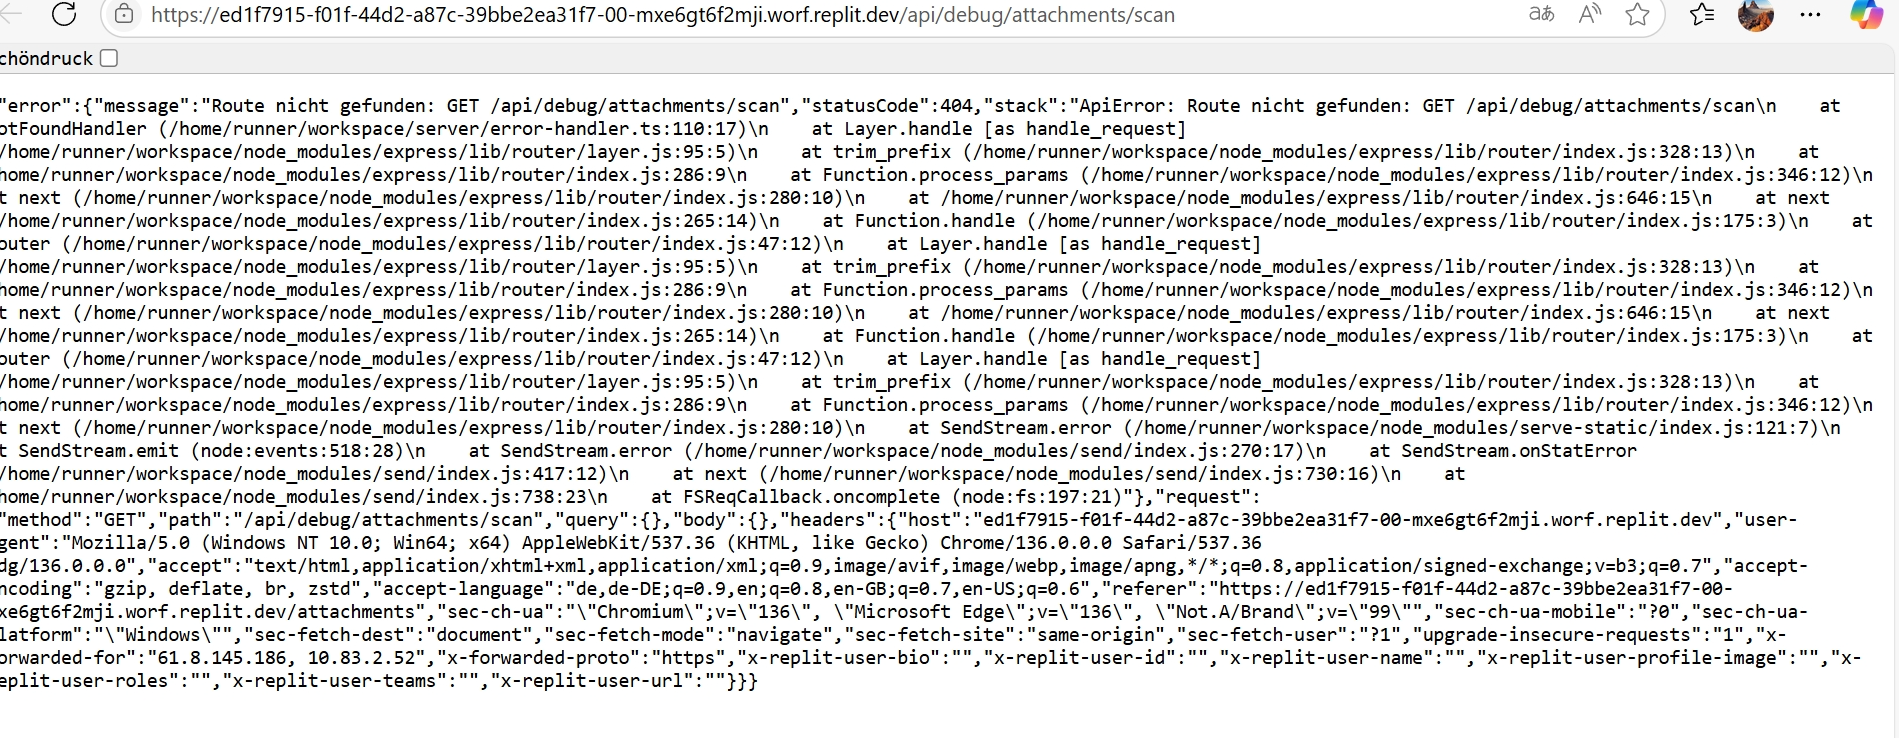 https://ed1f7915-f01f-44d2-a87c-39bbe2ea31f7-00-mxe6gt6f2mji.worf.replit.dev/api/debug/attachments/scan
chöndruck
"error":{"message":"Route nicht gefunden: GET /api/debug/attachments/scan","statusCode":404,"stack":"ApiError: Route nicht gefunden: GET /api/debug/attachments/scan\n    at
otFoundHandler (/home/runner/workspace/server/error-handler.ts:110:17)\n    at Layer.handle [as handle_request]
/home/runner/workspace/node_modules/express/lib/router/layer.js:95:5)\n    at trim_prefix (/home/runner/workspace/node_modules/express/lib/router/index.js:328:13)\n    at
home/runner/workspace/node_modules/express/lib/router/index.js:286:9\n    at Function.process_params (/home/runner/workspace/node_modules/express/lib/router/index.js:346:12)\n
t next (/home/runner/workspace/node_modules/express/lib/router/index.js:280:10)\n    at /home/runner/workspace/node_modules/express/lib/router/index.js:646:15\n    at next
/home/runner/workspace/node_modules/express/lib/router/index.js:265:14)\n    at Function.handle (/home/runner/workspace/node_modules/express/lib/router/index.js:175:3)\n    at
outer (/home/runner/workspace/node_modules/express/lib/router/index.js:47:12)\n    at Layer.handle [as handle_request]
/home/runner/workspace/node_modules/express/lib/router/layer.js:95:5)\n    at trim_prefix (/home/runner/workspace/node_modules/express/lib/router/index.js:328:13)\n    at
home/runner/workspace/node_modules/express/lib/router/index.js:286:9\n    at Function.process_params (/home/runner/workspace/node_modules/express/lib/router/index.js:346:12)\n
t next (/home/runner/workspace/node_modules/express/lib/router/index.js:280:10)\n    at /home/runner/workspace/node_modules/express/lib/router/index.js:646:15\n    at next
/home/runner/workspace/node_modules/express/lib/router/index.js:265:14)\n    at Function.handle (/home/runner/workspace/node_modules/express/lib/router/index.js:175:3)\n    at
outer (/home/runner/workspace/node_modules/express/lib/router/index.js:47:12)\n    at Layer.handle [as handle_request]
/home/runner/workspace/node_modules/express/lib/router/layer.js:95:5)\n    at trim_prefix (/home/runner/workspace/node_modules/express/lib/router/index.js:328:13)\n    at
home/runner/workspace/node_modules/express/lib/router/index.js:286:9\n    at Function.process_params (/home/runner/workspace/node_modules/express/lib/router/index.js:346:12)\n
t next (/home/runner/workspace/node_modules/express/lib/router/index.js:280:10)\n    at SendStream.error (/home/runner/workspace/node_modules/serve-static/index.js:121:7)\n
t SendStream.emit (node:events:518:28)\n    at SendStream.error (/home/runner/workspace/node_modules/send/index.js:270:17)\n    at SendStream.onStatError
/home/runner/workspace/node_modules/send/index.js:417:12)\n    at next (/home/runner/workspace/node_modules/send/index.js:730:16)\n    at
home/runner/workspace/node_modules/send/index.js:738:23\n    at FSReqCallback.oncomplete (node:fs:197:21)"},"request":
"method":"GET","path":"/api/debug/attachments/scan","query":{},"body":{},"headers":{"host":"ed1f7915-f01f-44d2-a87c-39bbe2ea31f7-00-mxe6gt6f2mji.worf.replit.dev","user-
gent":"Mozilla/5.0 (Windows NT 10.0; Win64; x64) AppleWebKit/537.36 (KHTML, like Gecko) Chrome/136.0.0.0 Safari/537.36
dg/136.0.0.0","accept":"text/html,application/xhtml+xml,application/xml;q=0.9,image/avif,image/webp,image/apng,*/*;q=0.8,application/signed-exchange;v=b3;q=0.7","accept-
ncoding":"gzip, deflate, br, zstd","accept-language":"de,de-DE;q=0.9,en;q=0.8,en-GB;q=0.7,en-US;q=0.6","referer":"https://ed1f7915-f01f-44d2-a87c-39bbe2ea31f7-00-
xe6gt6f2mji.worf.replit.dev/attachments","sec-ch-ua":"\"Chromium\";v=\"136\", \"Microsoft Edge\";v=\"136\", \"Not.A/Brand\";v=\"99\"","sec-ch-ua-mobile":"?0","sec-ch-ua-
latform":"\"Windows\"","sec-fetch-dest":"document","sec-fetch-mode":"navigate","sec-fetch-site":"same-origin","sec-fetch-user":"?1","upgrade-insecure-requests":"1","x-
orwarded-for":"61.8.145.186, 10.83.2.52","x-forwarded-proto":"https","x-replit-user-bio":"","x-replit-user-id":"","x-replit-user-name":"","x-replit-user-profile-image":"","x-
eplit-user-roles":"","x-replit-user-teams":"","x-replit-user-url":""}}}